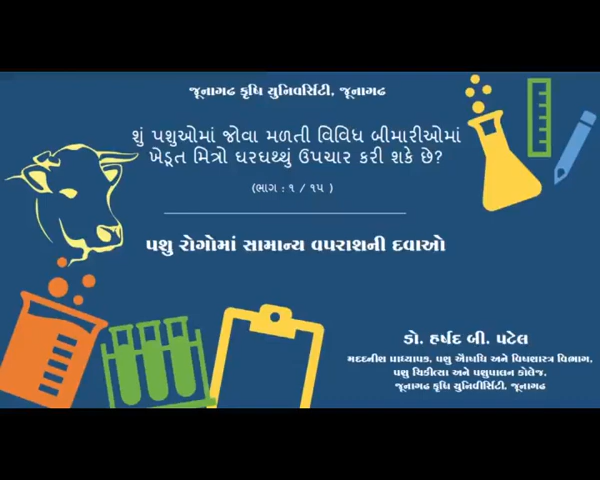 જૂનાગઢ કૃષિ યુનિવર્સિટી, જૂનાગઢ
શું પશુઓમાં જોવા મળતી વિવિધ બીમારીઓમાં
ખેડૂત મિત્રો ઘરઘથ્થું ઉપચાર કરી શકે છે?
(ભાગ : ૧ / ૧૫ )
પશુ રોગોમાં સામાન્ય વપરાશની દવાઓ
ડો. હર્ષદ બી. પટેલ
મદદનીશ પ્રાધ્યાપક, પશુ ઔષધિ અને વિષશાસ્ત્ર વિભાગ,
પશુ ચિકીત્સા અને પશુપાલન કોલેજ,
જૂનાગઢ કૃષિ યુનિવીર્સિટી, જૂનાગઢ